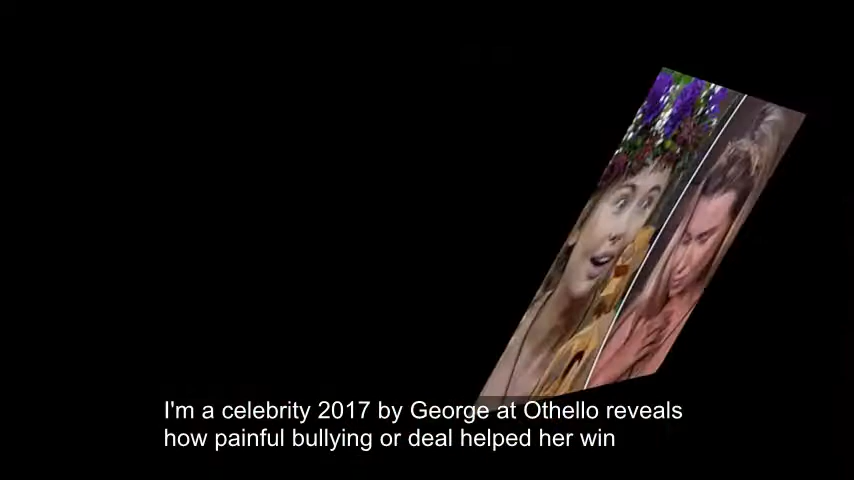 I'm a celebrity 2017 by George at Othello reveals
how painful bullying or deal helped her win